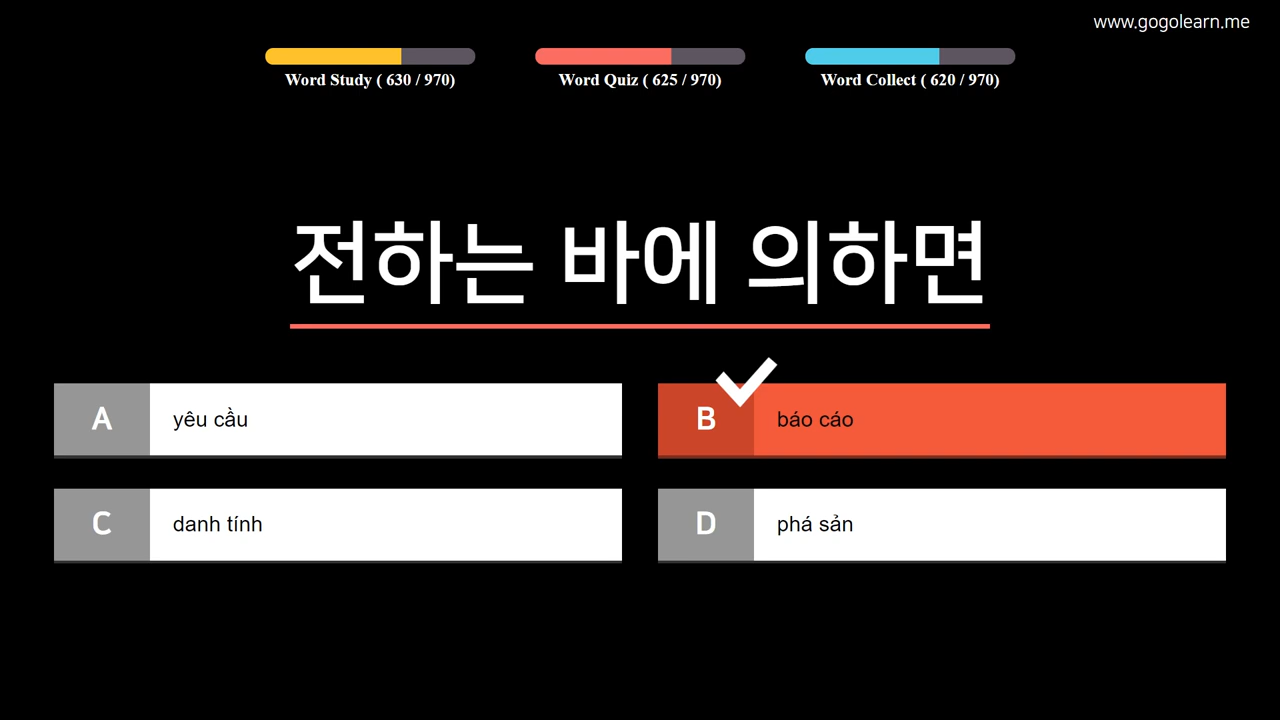 www.gogolearn.me
Word Study ( 630 / 970)
Word Quiz ( 625 / 970)
Word Collect ( 620 / 970)
전하는 바에 의하면
A yêu cầu
B báo cáo
C danh tính
D phá sản